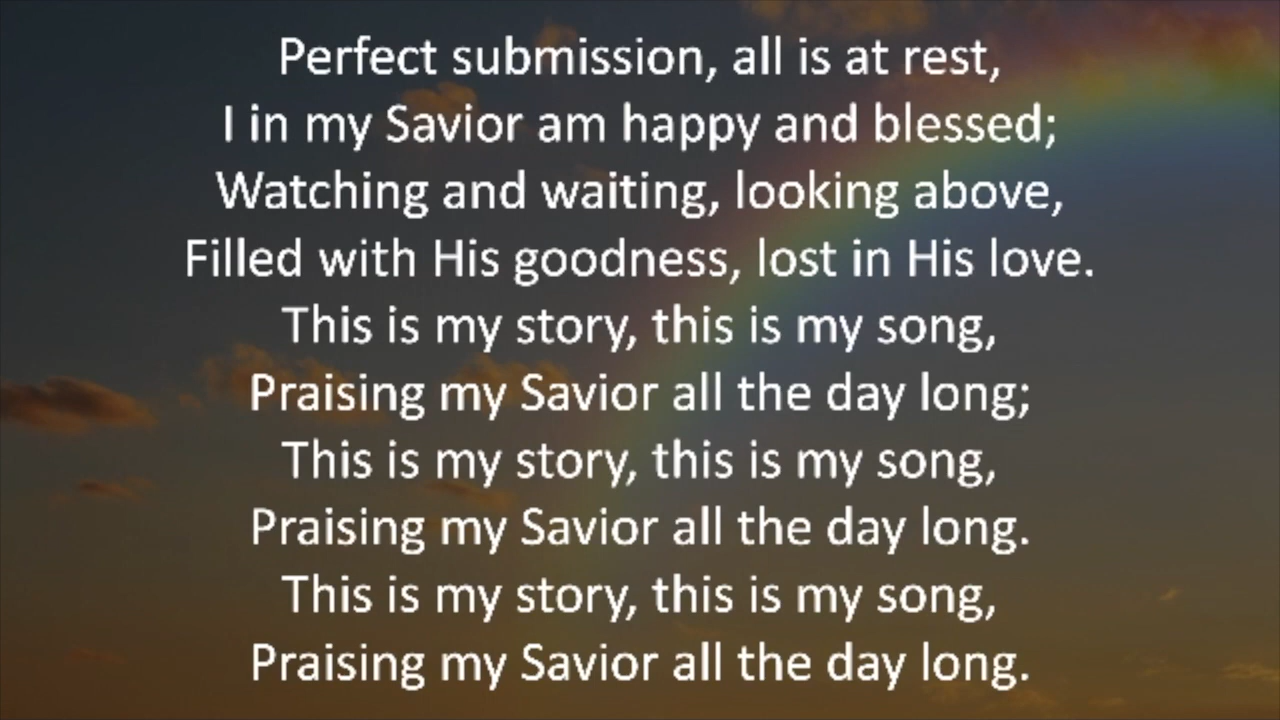 Perfect submission, all is at rest,
I in my Savior am happy and blessed;
Watching and waiting, looking above,
Filled with His goodness, lost in His love.
This is my story, this is my song,
Praising my Savior all the day long;
This is my story, this is my song,
Praising my Savior all the day long.
This is my story, this is my song,
Praising my Savior all the day long.